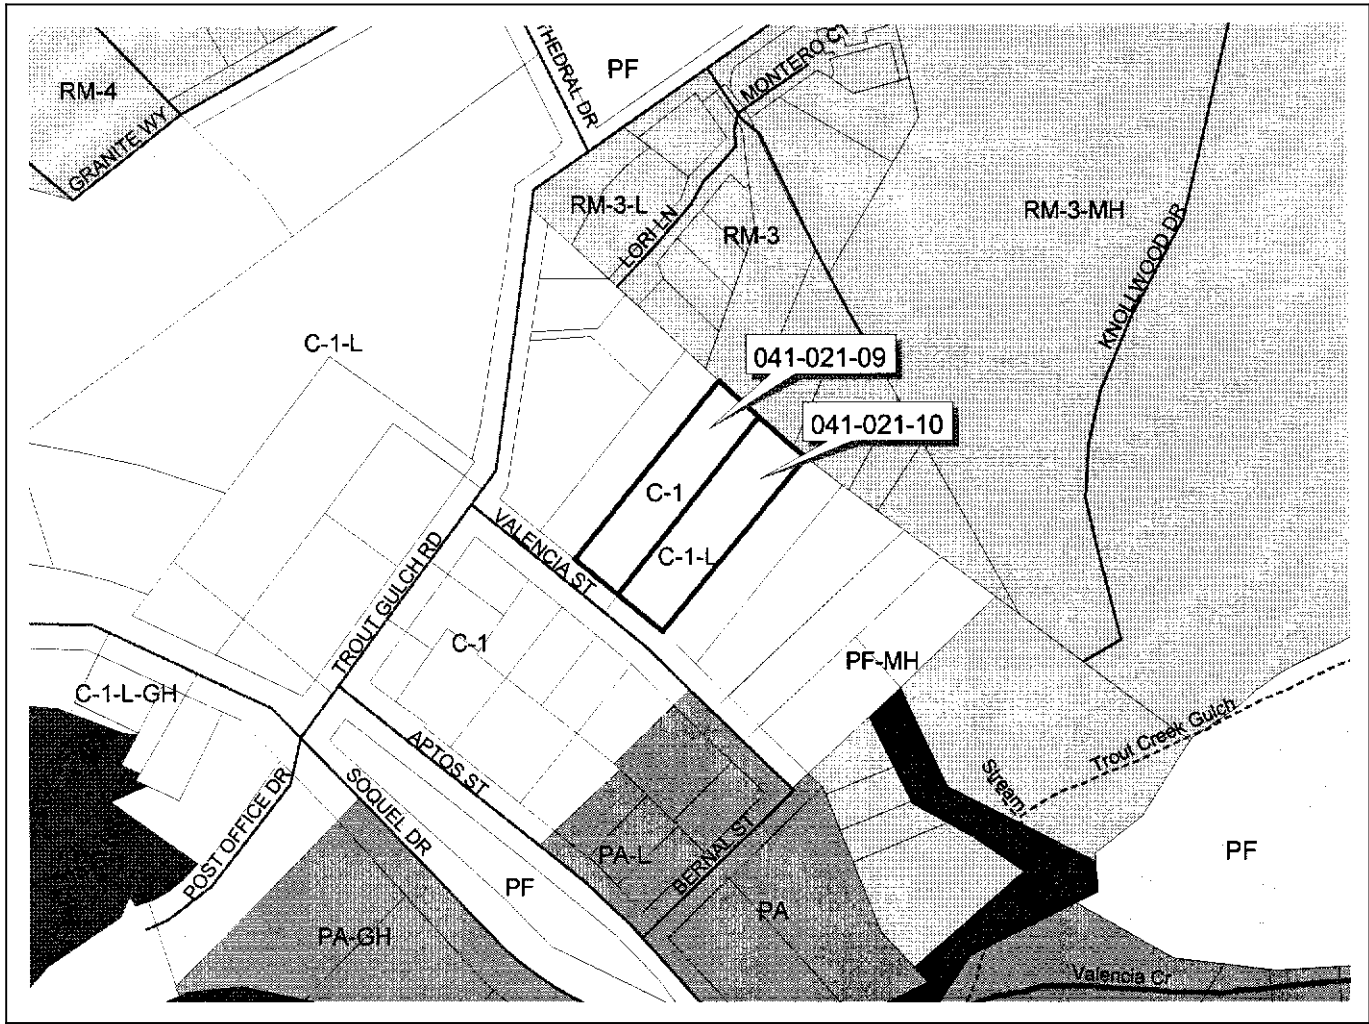 THEDRAL DR
PF
MONTERO CT
RM-4
GRANITE WY
RM-3-L
LORI LN
RM-3
RM-3-MH
KNOLLWOOD DR
C-1-L
041-021-09
041-021-10
C-1
C-1-L
VALENCIA ST
TROUT GULCH RD
C-1
PF-MH
C-1-L-GH
APTOS ST
SOQUEL DR
POST OFFICE DR
Trout Creek Gulch
Stream
PA-L
BERNAL ST
PF
PF
PA
PA-GH
Valencia Cr